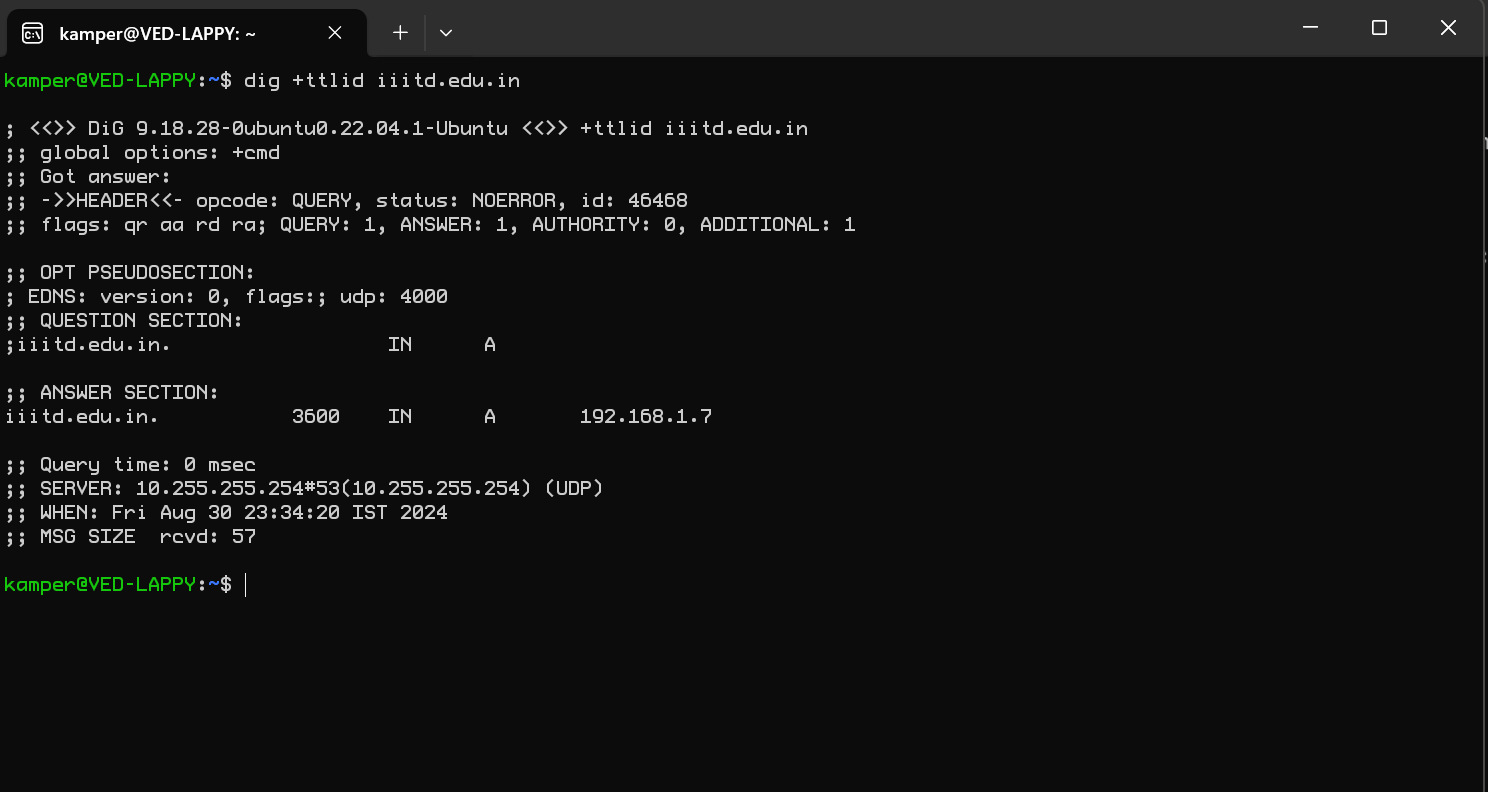 kamper@VED-LAPPY: ~
kamper@VED-LAPPY:~$ dig +ttlid iiitd.edu.in
; <<>> DiG 9.18.28-0ubuntu0.22.04.1-Ubuntu <<>> +ttlid iiitd.edu.in
;; global options: +cmd
;; Got answer:
;; ->>HEADER<<- opcode: QUERY, status: NOERROR, id: 46468
;; flags: qr aa rd ra; QUERY: 1, ANSWER: 1, AUTHORITY: 0, ADDITIONAL: 1
;; OPT PSEUDOSECTION:
; EDNS: version: 0, flags:; udp: 4000
;; QUESTION SECTION:
;iiitd.edu.in. IN A
;; ANSWER SECTION:
iiitd.edu.in. 3600 IN A 192.168.1.7
;; Query time: 0 msec
;; SERVER: 10.255.255.254#53(10.255.255.254) (UDP)
;; WHEN: Fri Aug 30 23:34:20 IST 2024
;; MSG SIZE  rcvd: 57
kamper@VED-LAPPY:~$